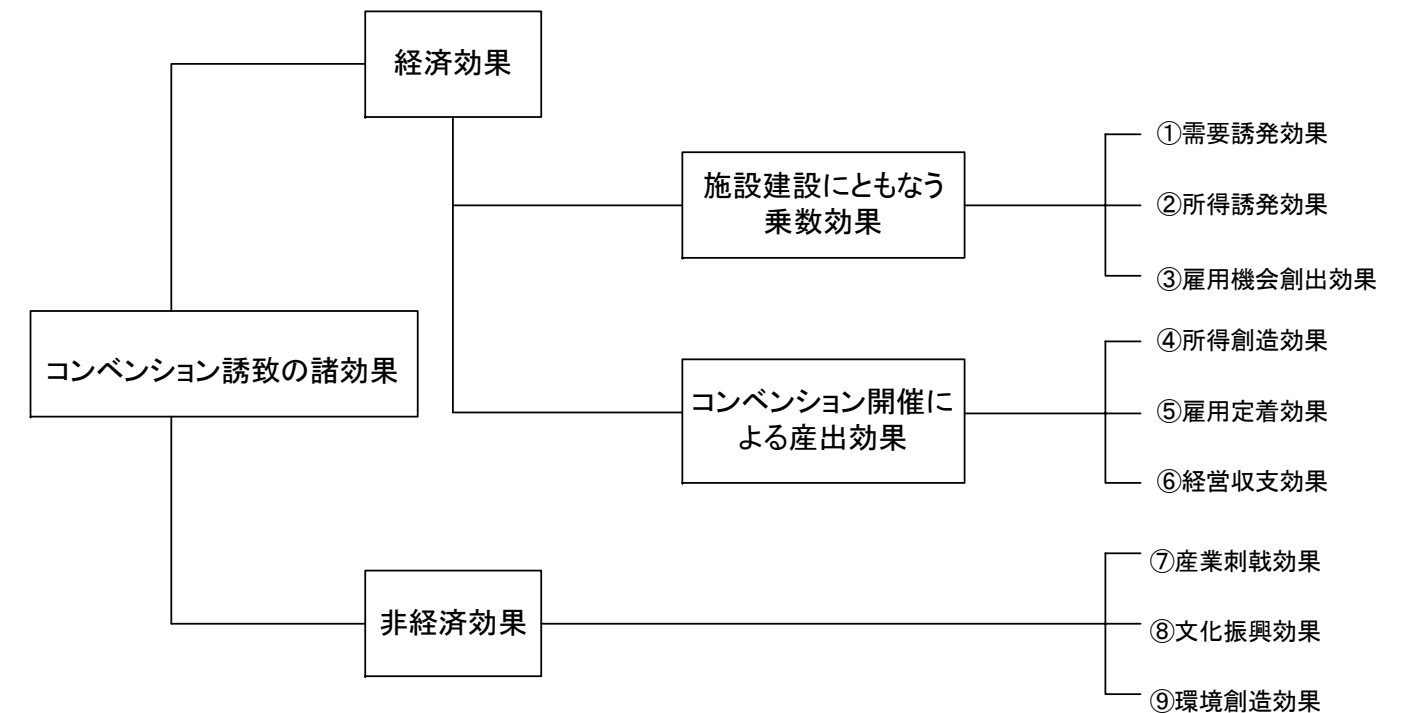 経済効果
①需要誘発効果
施設建設にともなう
乗数効果
②所得誘発効果
③雇用機会創出効果
コンベンション誘致の諸効果
④所得創造効果
コンベンション開催に
よる産出効果
⑤雇用定着効果
⑥経営収支効果
⑦産業刺戟効果
非経済効果
⑧文化振興効果
⑨環境創造効果